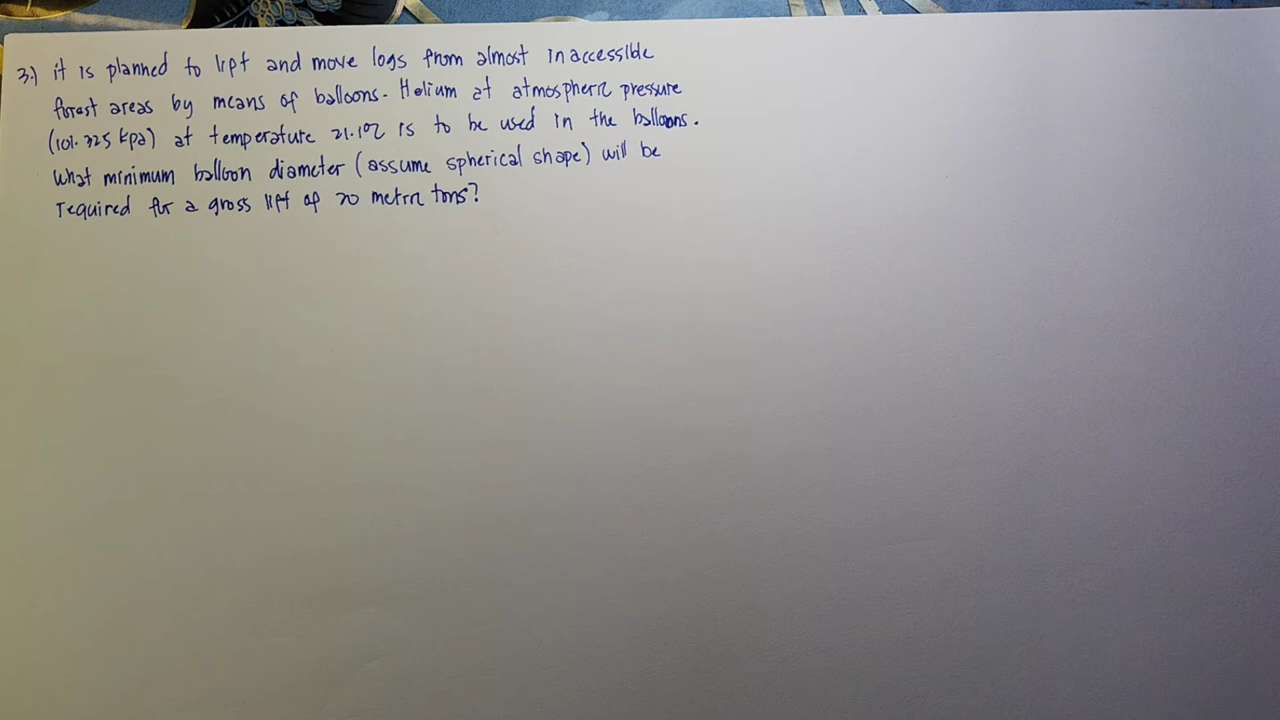 3.) it is planned to lift and move logs from almost inaccessible
forest areas by means of balloons. Helium at atmospheric pressure
(101.325 kPa) at temperature 21.1°C is to be used in the balloons.
What minimum balloon diameter (assume spherical shape) will be
required for a gross lift of 20 metric tons?